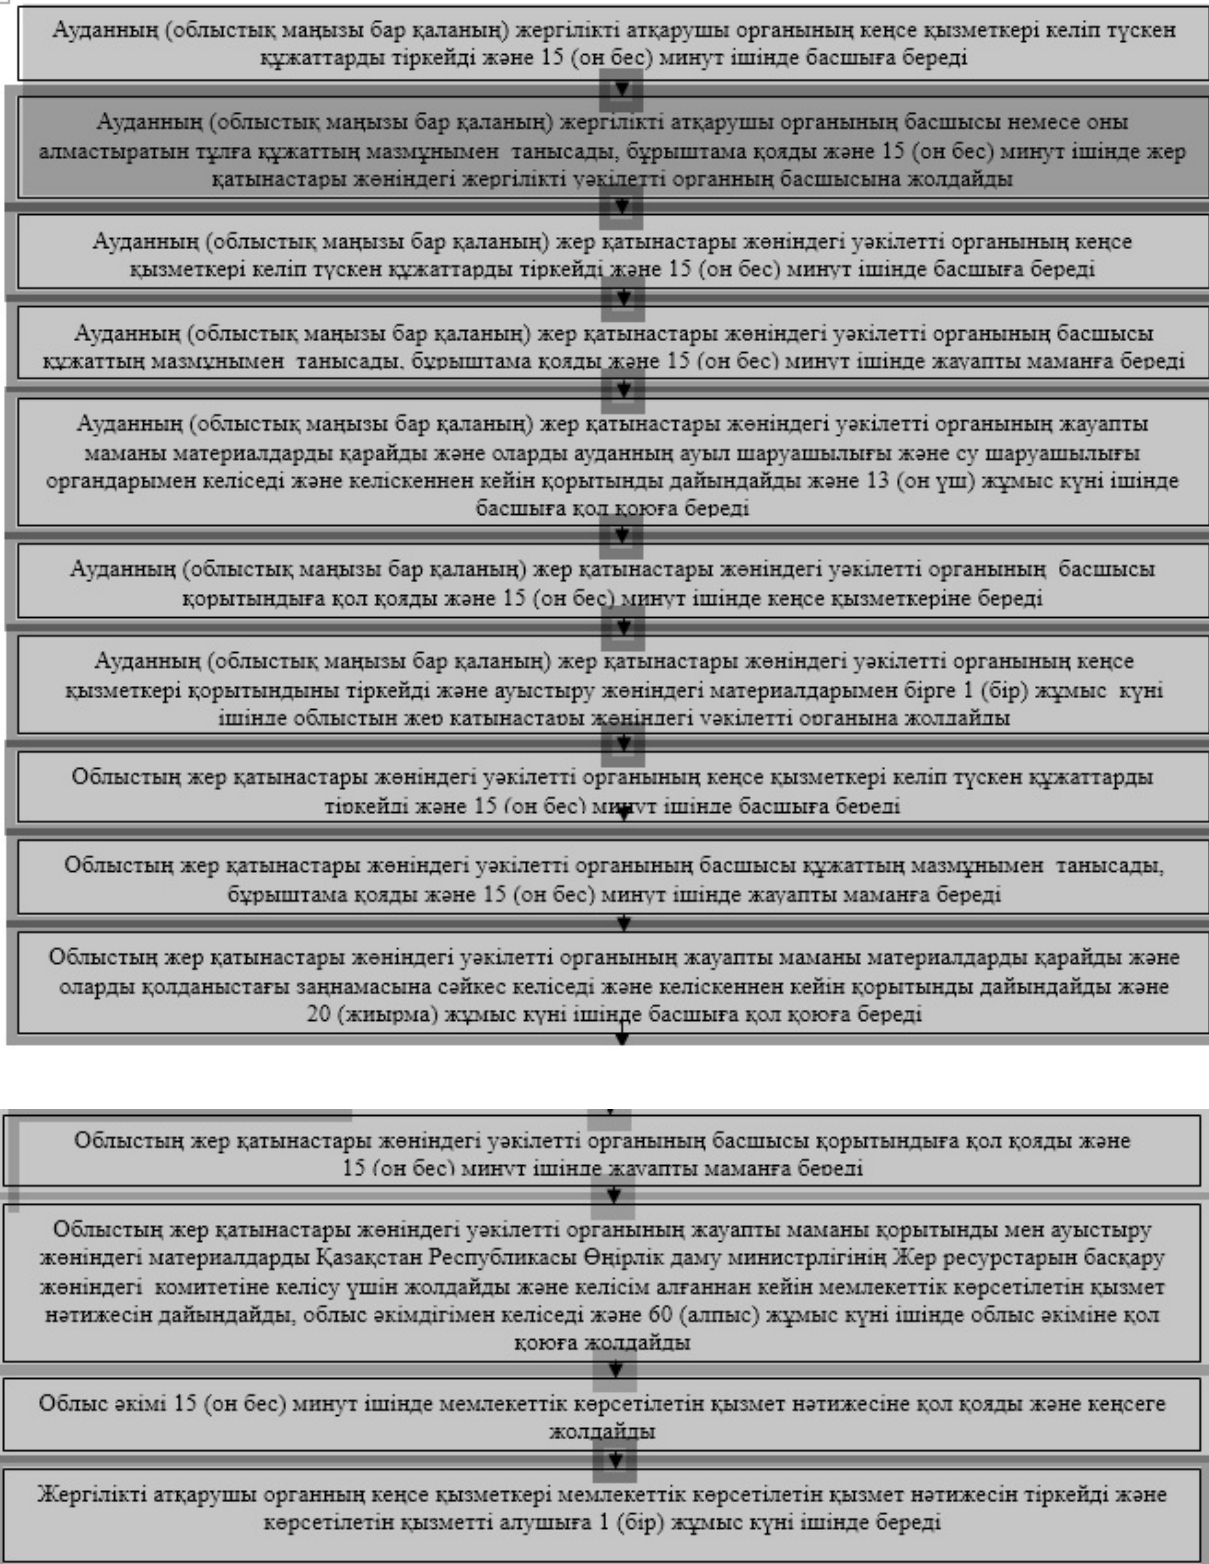 Ауданның (облыстық маңызы бар қаланың) жергілікті атқарушы органының кеңсе қызметкері келіп түскен
құжаттарды тіркейді және 15 (он бес) минут ішінде басшыға береді
Ауданның (облыстық маңызы бар қаланың) жергілікті атқарушы органының басшысы немесе оны
алмастыратын тұлға құжаттың мазмұнымен танысады, бұрыштама қояды және 15 (он бес) минут ішінде жер
қатынастары жөніндегі жергілікті уәкілетті органның басшысына жолдайды
Ауданның (облыстық маңызы бар қаланың) жер қатынастары жөніндегі уәкілетті органының кеңсе
қызметкері келіп түскен құжаттарды тіркейді және 15 (он бес) минут ішінде басшыға береді
Ауданның (облыстық маңызы бар қаланың) жер қатынастары жөніндегі уәкілетті органының басшысы
құжаттың мазмұнымен танысады, бұрыштама қояды және 15 (он бес) минут ішінде жауапты маманға береді
Ауданның (облыстық маңызы бар қаланың) жер қатынастары жөніндегі уәкілетті органының жауапты
маманы материалдарды қарайды және оларды ауданның ауыл шаруашылығы және су шаруашылығы
органдарымен келіседі және келіскеннен кейін қорытынды дайындайды және 13 (он үш) жұмыс күні ішінде
басшыға қол қоюға береді
Ауданның (облыстық маңызы бар қаланың) жер қатынастары жөніндегі уәкілетті органының басшысы
қорытындыға қол қояды және 15 (он бес) минут ішінде кеңсе қызметкеріне береді
Ауданның (облыстық маңызы бар қаланың) жер қатынастары жөніндегі уәкілетті органының кеңсе
қызметкері қорытындыны тіркейді және ауыстыру жөніндегі материалдарымен бірге 1 (бір) жұмыс күні
ішінде облыстың жер қатынастары жөніндегі уәкілетті органына жолдайды
Облыстың жер қатынастары жөніндегі уәкілетті органының кеңсе қызметкері келіп түскен құжаттарды
тіркейді және 15 (он бес) минут ішінде басшыға береді
Облыстың жер қатынастары жөніндегі уәкілетті органының басшысы құжаттың мазмұнымен танысады,
бұрыштама қояды және 15 (он бес) минут ішінде жауапты маманға береді
Облыстың жер қатынастары жөніндегі уәкілетті органының жауапты маманы материалдарды қарайды және
оларды қолданыстағы заңнамасына сәйкес келіседі және келіскеннен кейін қорытынды дайындайды және
20 (жиырма) жұмыс күні ішінде басшыға қол қоюға береді
Облыстың жер қатынастары жөніндегі уәкілетті органының басшысы қорытындыға қол қояды және
15 (он бес) минут ішінде жауапты маманға береді
Облыстың жер қатынастары жөніндегі уәкілетті органының жауапты маманы қорытынды мен ауыстыру
жөніндегі материалдарды Қазақстан Республикасы Өңірлік даму министрлігінің Жер ресурстарын басқару
жөніндегі комитетіне келісу үшін жолдайды және келісім алғаннан кейін мемлекеттік көрсетілетін қызмет
нәтижесін дайындайды, облыс әкімдігімен келіседі және 60 (алпыс) жұмыс күні ішінде облыс әкіміне қол
қоюға жолдайды
Облыс әкімі 15 (он бес) минут ішінде мемлекеттік көрсетілетін қызмет нәтижесіне қол қояды және кеңсеге
жолдайды
Жергілікті атқарушы органның кеңсе қызметкері мемлекеттік көрсетілетін қызмет нәтижесін тіркейді және
көрсетілетін қызметті алушыға 1 (бір) жұмыс күні ішінде береді